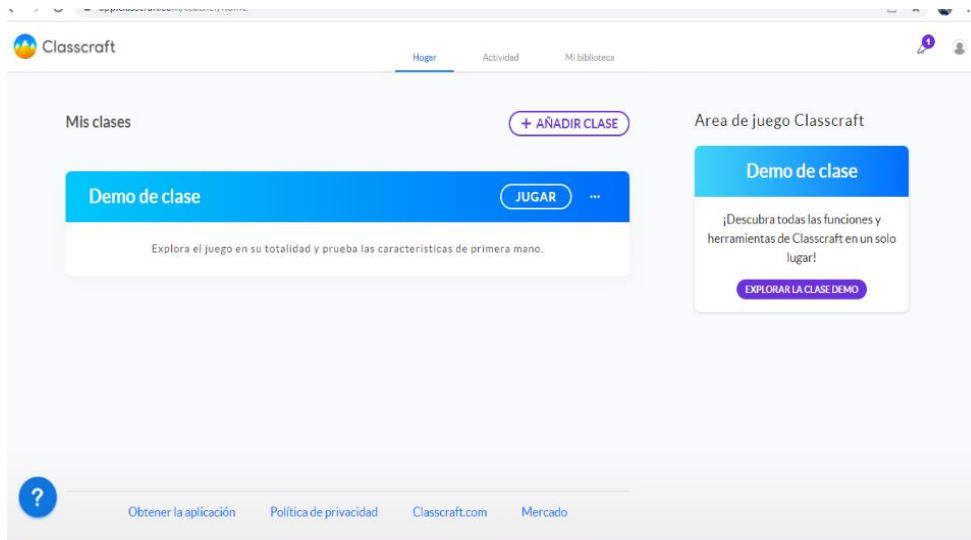 Classcraft
Hogar
Actividad
Mi biblioteca
1
Mis clases
+ AÑADIR CLASE
Area de juego Classcraft
Demo de clase
JUGAR
...
Explora el juego en su totalidad y prueba las características de primera mano.
Demo de clase
¡Descubra todas las funciones y
herramientas de Classcraft en un solo
lugar!
EXPLORAR LA CLASE DEMO
?
Obtener la aplicación
Política de privacidad
Classcraft.com
Mercado